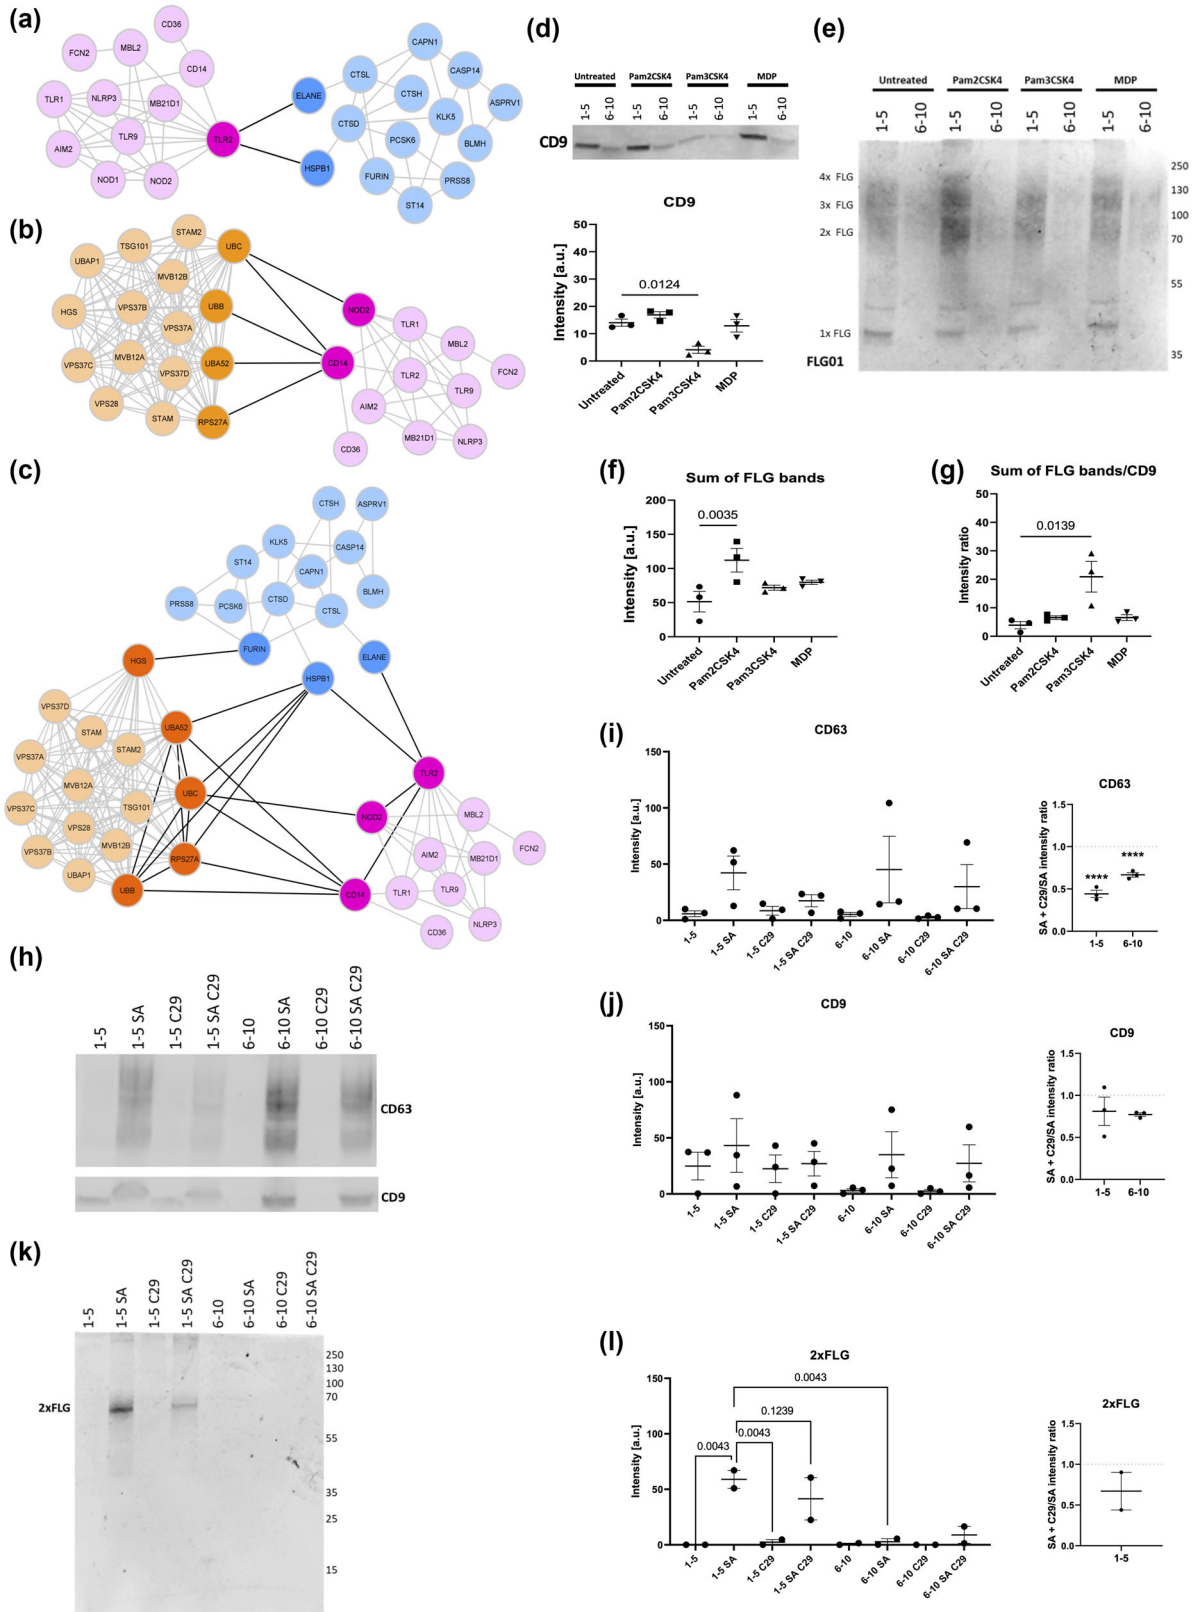 (a)
CD36
FCN2
MBL2
CD14
TLR1
NLRP3
MB21D1
TLR9
AIM2
NOD1
NOD2
TLR2
ELANE
HSPB1
CAPN1
CTSL
CASP14
CTSH
ASPRV1
CTSD
KLK5
PCSK6
BLMH
FURIN
PRSS8
ST14
(b)
STAM2
TSG101
UBC
UBAP1
MVB12B
HGS
VPS37B
UBB
VPS37A
VPS37C
MVB12A
UBA52
VPS37D
VPS28
STAM
RPS27A
NOD2
CD14
TLR1
MBL2
TLR2
FCN2
TLR9
AIM2
MB21D1
NLRP3
CD36
(c)
CTSH
ASPRV1
KLK5
CASP14
ST14
CAPN1
BLMH
PRSS8
PCSK6
CTSD
CTSL
FURIN
ELANE
HGS
HSPB1
VPS37D
UBA52
STAM
STAM2
VPS37A
MVB12A
UBC
TSG101
VPS37C
VPS28
MVB12B
VPS37B
RPS27A
UBAP1
UBB
TLR2
NOD2
MBL2
AIM2
MB21D1
FCN2
TLR1
TLR9
CD14
CD36
NLRP3
(d)
Untreated Pam2CSK4 Pam3CSK4 MDP
1-5 6-10 1-5 6-10 1-5 6-10 1-5 6-10
CD9
CD9
Intensity [a.u.]
50
40
30
20
10
0
0.0124
Untreated Pam2CSK4 Pam3CSK4 MDP
(e)
Untreated Pam2CSK4 Pam3CSK4 MDP
1-5 6-10 1-5 6-10 1-5 6-10 1-5 6-10
4x FLG
3x FLG
2x FLG
1x FLG
FLG01
250
130
100
70
55
35
(f)
Sum of FLG bands
Intensity [a.u.]
200
150
100
50
0
0.0035
Untreated Pam2CSK4 Pam3CSK4 MDP
(g)
Sum of FLG bands/CD9
Intensity ratio
50
40
30
20
10
0
0.0139
Untreated Pam2CSK4 Pam3CSK4 MDP
(h)
1-5 1-5 SA 1-5 C29 1-5 SA C29 6-10 6-10 SA 6-10 C29 6-10 SA C29
CD63
CD9
(i)
CD63
Intensity [a.u.]
150
100
50
0
1-5 1-5 SA 1-5 C29 1-5 SA C29 6-10 6-10 SA 6-10 C29 6-10 SA C29
CD63
SA + C29/SA intensity ratio
1.5
1.0
0.5
0.0
**** ****
1-5 6-10
(j)
CD9
Intensity [a.u.]
150
100
50
0
1-5 1-5 SA 1-5 C29 1-5 SA C29 6-10 6-10 SA 6-10 C29 6-10 SA C29
CD9
SA + C29/SA intensity ratio
1.5
1.0
0.5
0.0
1-5 6-10
(k)
1-5 1-5 SA 1-5 C29 1-5 SA C29 6-10 6-10 SA 6-10 C29 6-10 SA C29
2xFLG
250
130
100
70
55
35
25
15
(l)
2xFLG
Intensity [a.u.]
150
100
50
0
0.0043
0.1239
0.0043
0.0043
1-5 1-5 SA 1-5 C29 1-5 SA C29 6-10 6-10 SA 6-10 C29 6-10 SA C29
2xFLG
SA + C29/SA intensity ratio
1.5
1.0
0.5
0.0
1-5